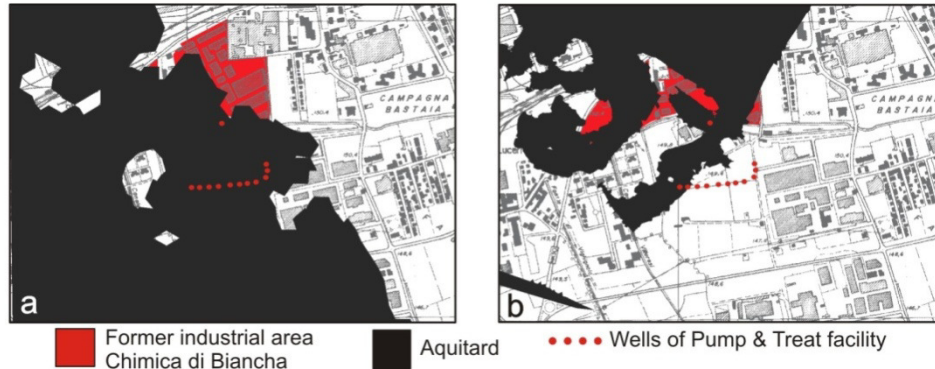 CAMPAGNA
BASTAIA
a
CAMPAGNA
BASTAIA
b
Former industrial area
Chimica di Biancha
Aquitard
Wells of Pump & Treat facility